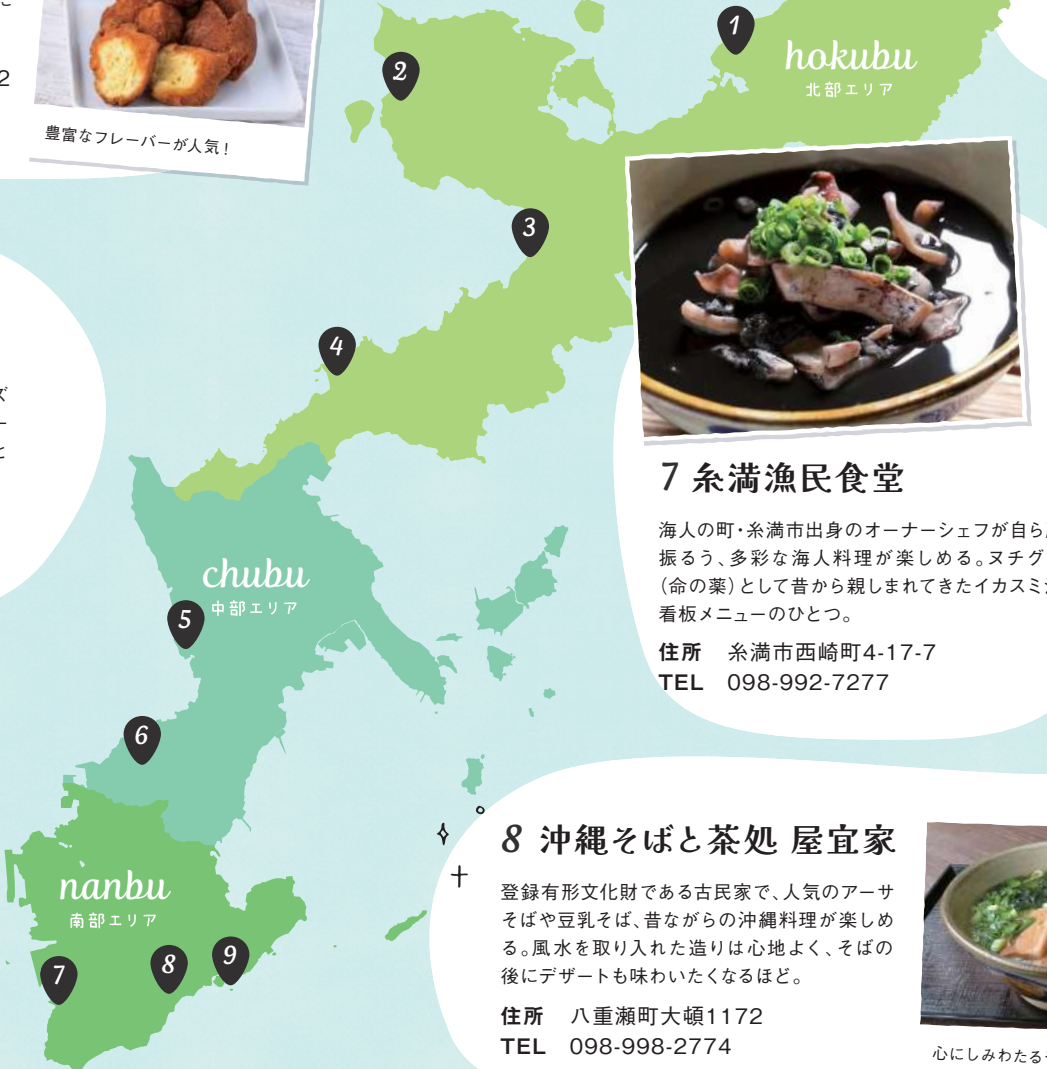 に
2
豊富なフレーバーが人気！
1
hokubu
北部エリア
2
3
4
ズ
ー
と
chubu
中部エリア
5
6
nanbu
南部エリア
7
8
9
7 糸満漁民食堂
海人の町・糸満市出身のオーナーシェフが自ら
振るう、多彩な海人料理が楽しめる。ヌチグ
（命の薬）として昔から親しまれてきたイカスミ
看板メニューのひとつ。
住所 糸満市西崎町4-17-7
TEL 098-992-7277
8 沖縄そばと茶処 屋宜家
登録有形文化財である古民家で、人気のアーサ
そばや豆乳そば、昔ながらの沖縄料理が楽しめ
る。風水を取り入れた造りは心地よく、そばの
後にデザートも味わいたくなるほど。
住所 八重瀬町大頓1172
TEL 098-998-2774
心にしみわたる